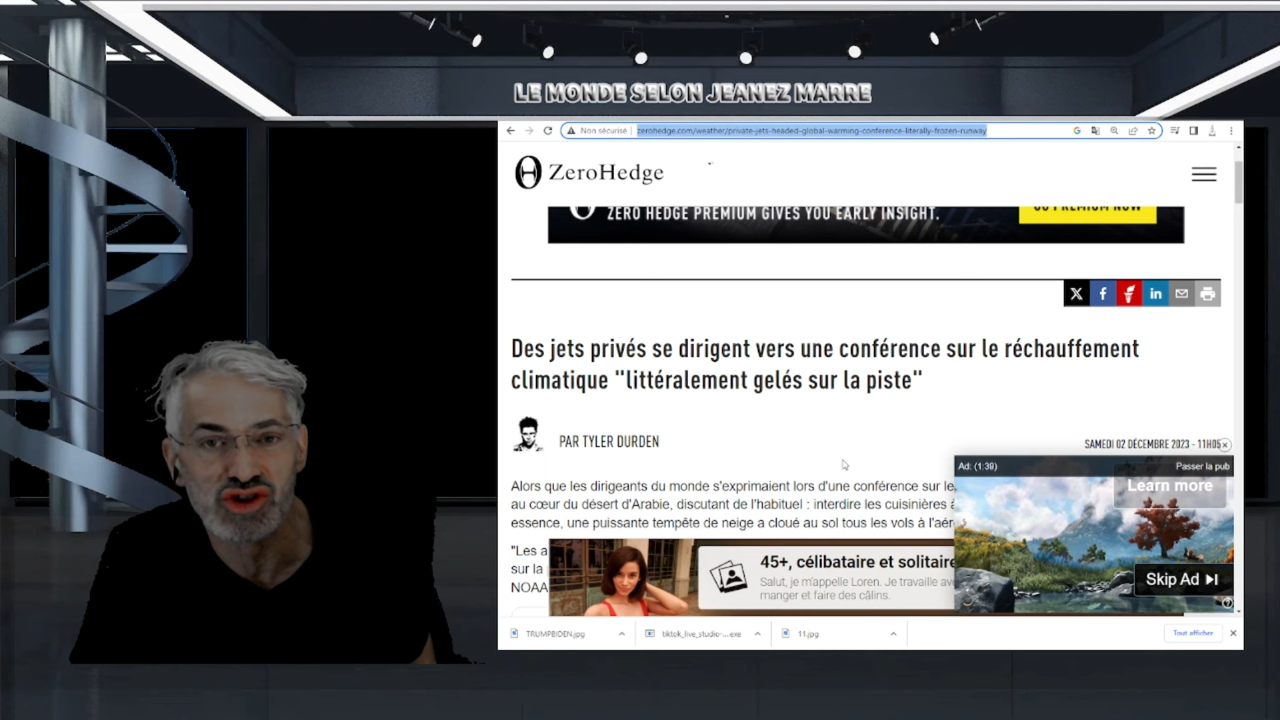 LE MONDE SELON JEANEZ MARRE
Non sécurisé
zerohedge.com/weather/private-jets-headed-global-warming-conference-literally-frozen-runway
ZeroHedge
ZERO HEDGE PREMIUM GIVES YOU EARLY INSIGHT.
GO PREMIUM NOW
Des jets privés se dirigent vers une conférence sur le réchauffement
climatique "littéralement gelés sur la piste"
PAR TYLER DURDEN
SAMEDI 02 DÉCEMBRE 2023 - 11H05
Alors que les dirigeants du monde s'exprimaient lors d'une conférence sur le
au cœur du désert d'Arabie, discutant de l'habituel : interdire les cuisinières à
essence, une puissante tempête de neige a cloué au sol tous les vols à l'aér
"Les a
sur la
NOAA
Ad: (1:39)
Passer la pub
Learn more
Skip Ad
45+, célibataire et solitaire
Salut, je m'appelle Loren. Je travaille av
manger et faire des câlins.
TRUMPBIDEN.jpg
tiktok_live_studio-....exe
11.jpg
Tout afficher